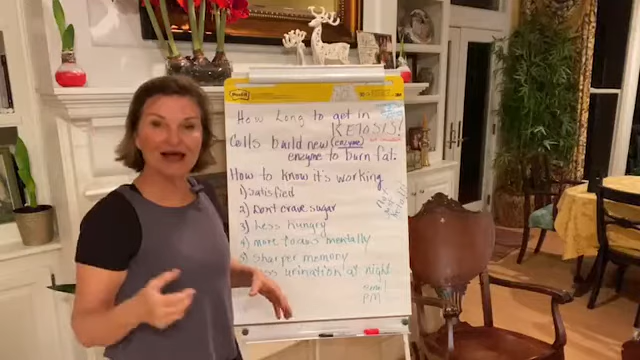 Post-it
How Long to get in
KETOSIS!
Cells build new enzyme
enzyme to burn fat.
How to know it's working
1) Satisfied
2) Don't crave sugar
3) Less hungry
4) more focus mentally
5) sharper memory
less urination at night